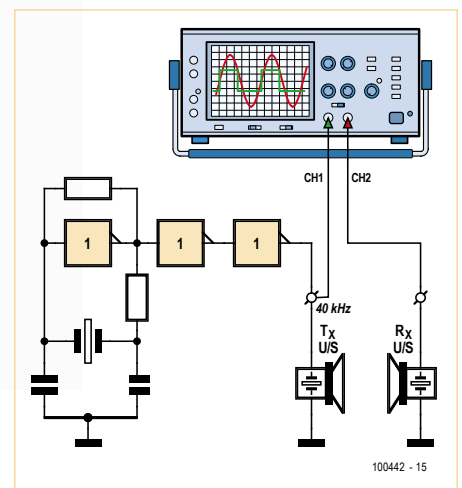 CH1 CH2
1 1 1
40 kHz
TX RX
U/S U/S
100442 - 15